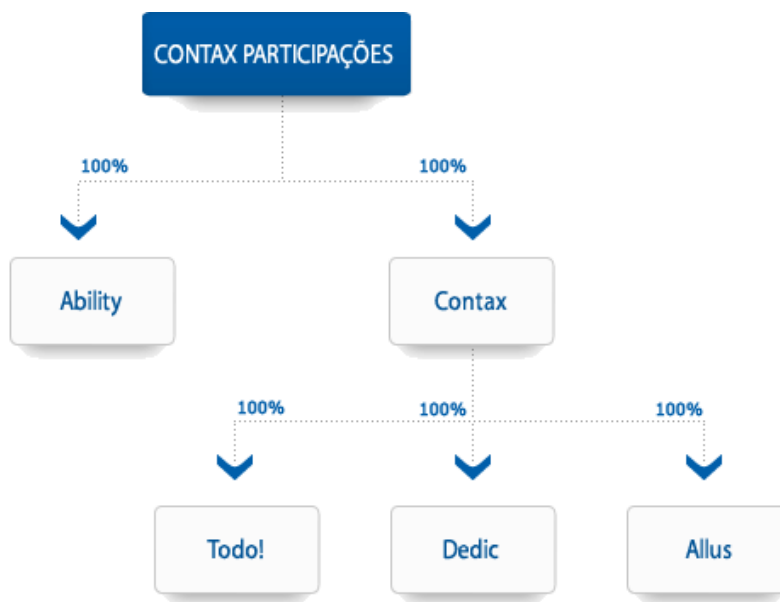 CONTAX PARTICIPAÇÕES
100%
100%
Ability
Contax
100%
100%
100%
Todo!
Dedic
Allus